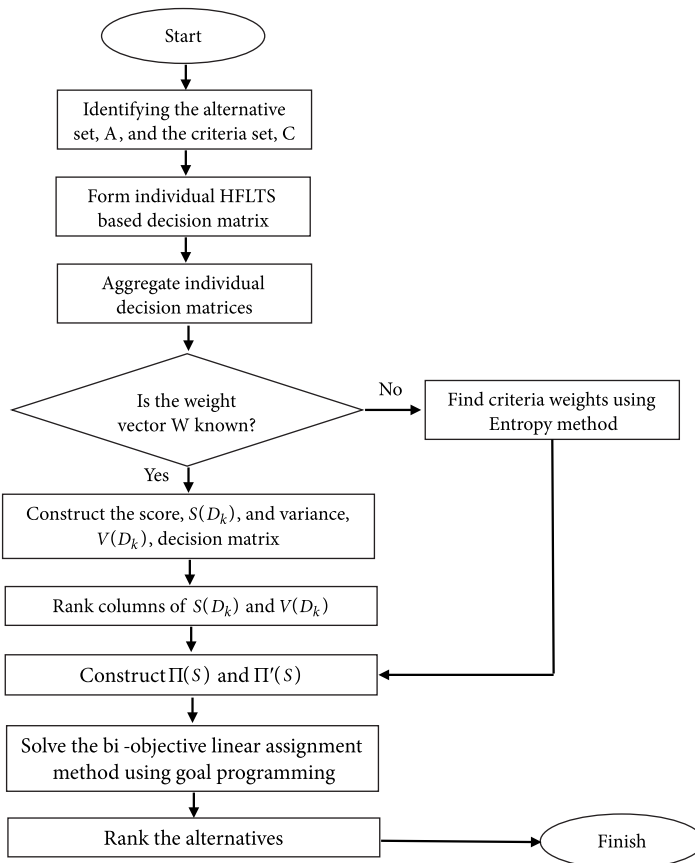 Start
Identifying the alternative
set, A, and the criteria set, C
Form individual HFLTS
based decision matrix
Aggregate individual
decision matrices
Is the weight
vector W known?
No
Find criteria weights using
Entropy method
Yes
Construct the score, S(D_k), and variance,
V(D_k), decision matrix
Rank columns of S(D_k) and V(D_k)
Construct Π(S) and Π′(S)
Solve the bi -objective linear assignment
method using goal programming
Rank the alternatives
Finish